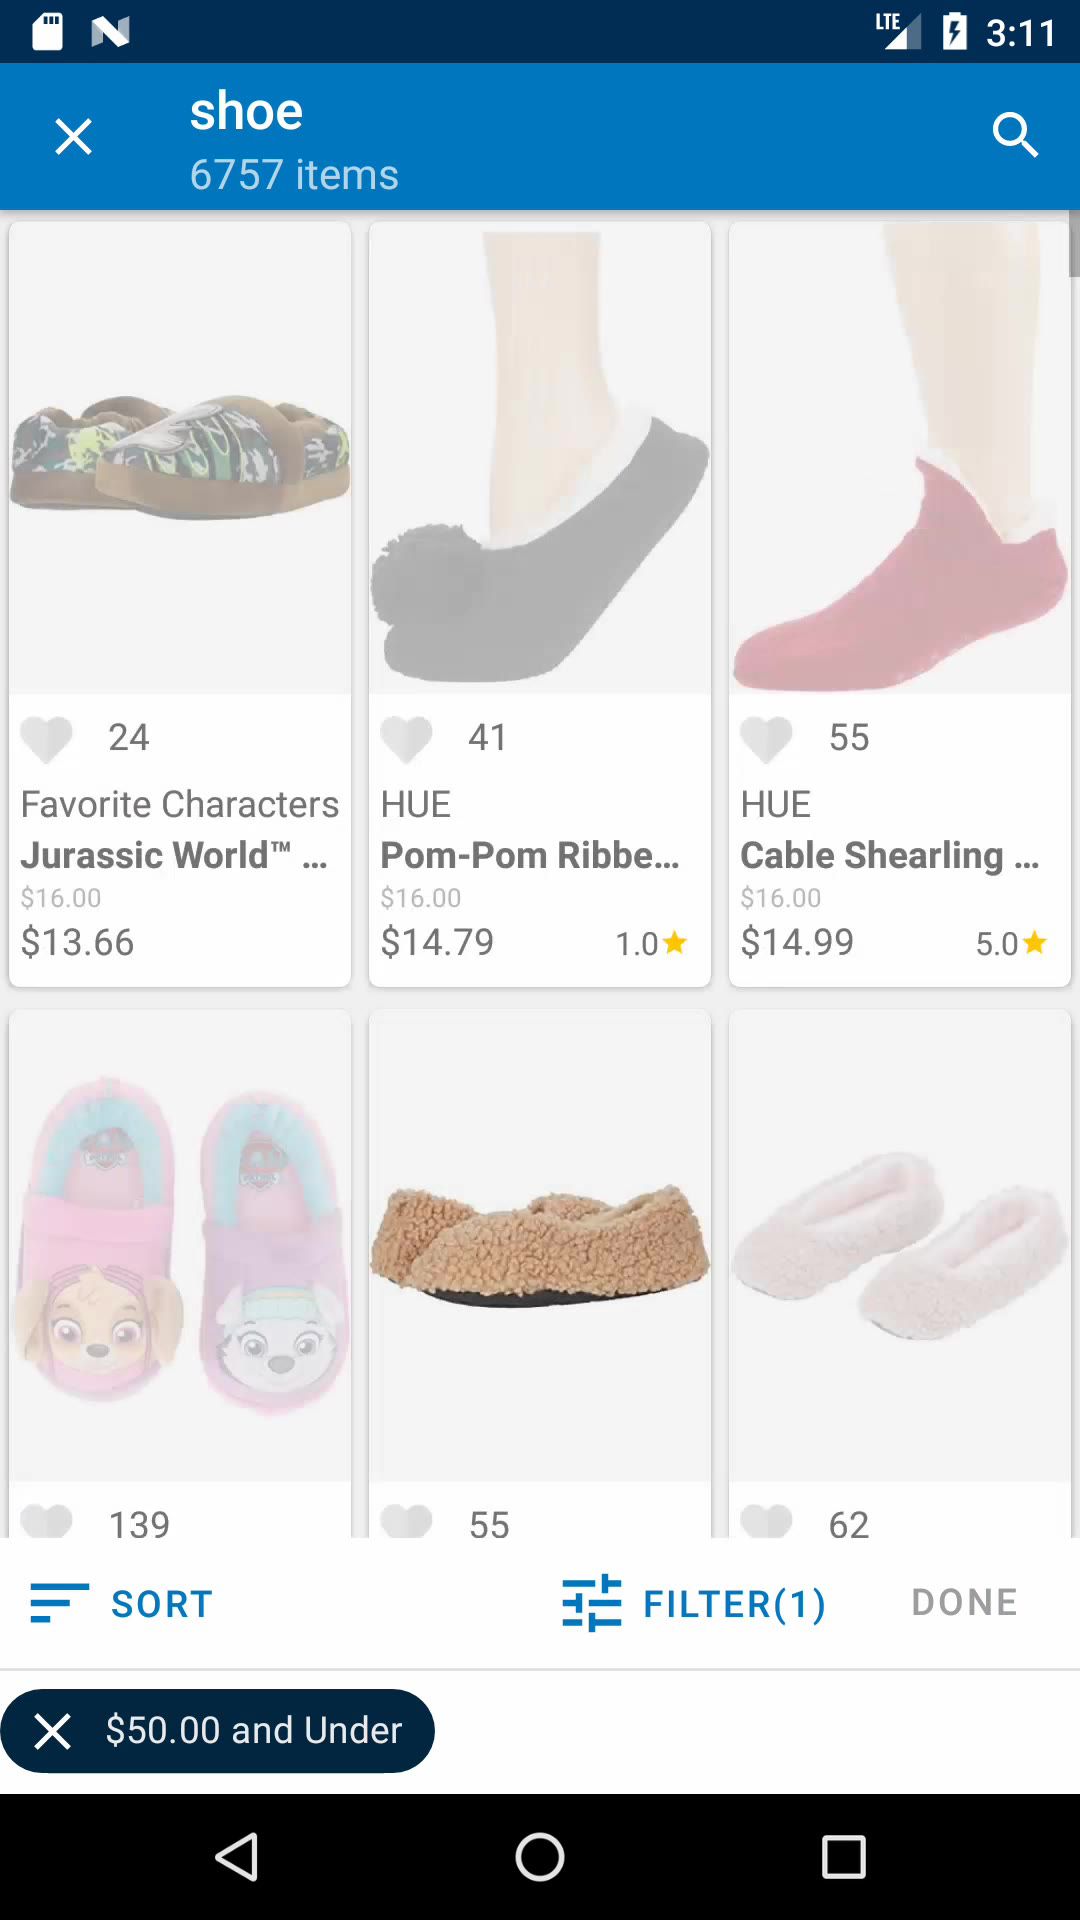 LTE 3:11
shoe
6757 items
24
41
55
Favorite Characters
HUE
HUE
Jurassic World™ ...
Pom-Pom Ribbe...
Cable Shearling ...
$16.00
$16.00
$16.00
$13.66
$14.79
1.0
$14.99
5.0
139
55
62
SORT
FILTER(1)
DONE
$50.00 and Under